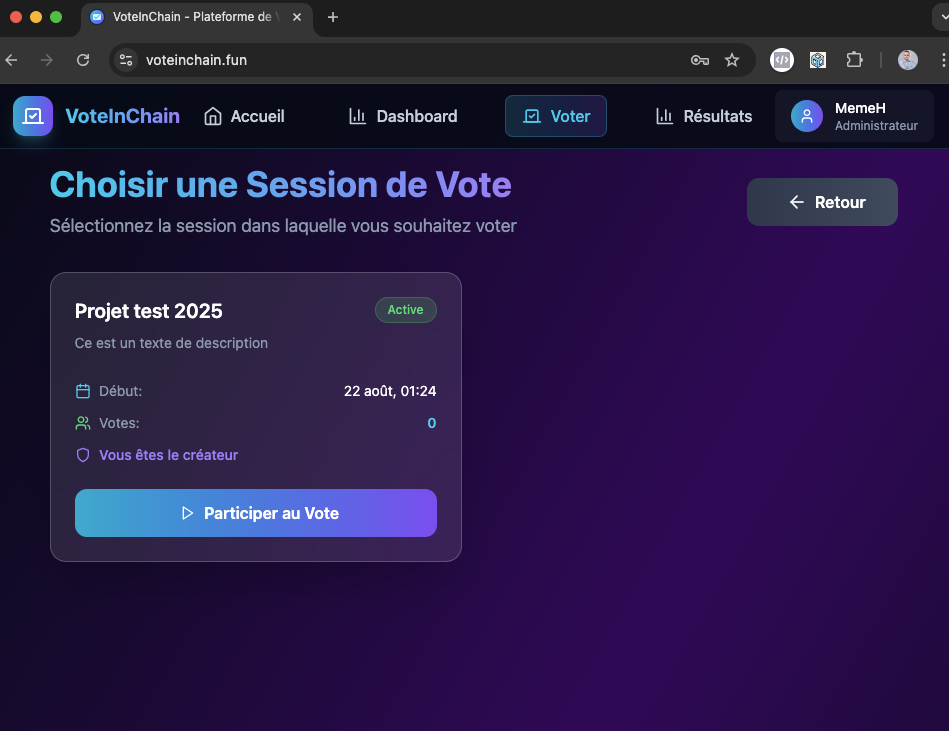 VoteInChain - Plateforme de
voteinchain.fun
VoteInChain
Accueil
Dashboard
Voter
Résultats
MemeH
Administrateur
Choisir une Session de Vote
Sélectionnez la session dans laquelle vous souhaitez voter
Retour
Projet test 2025
Active
Ce est un texte de description
Début:
22 août, 01:24
Votes:
0
Vous êtes le créateur
Participer au Vote